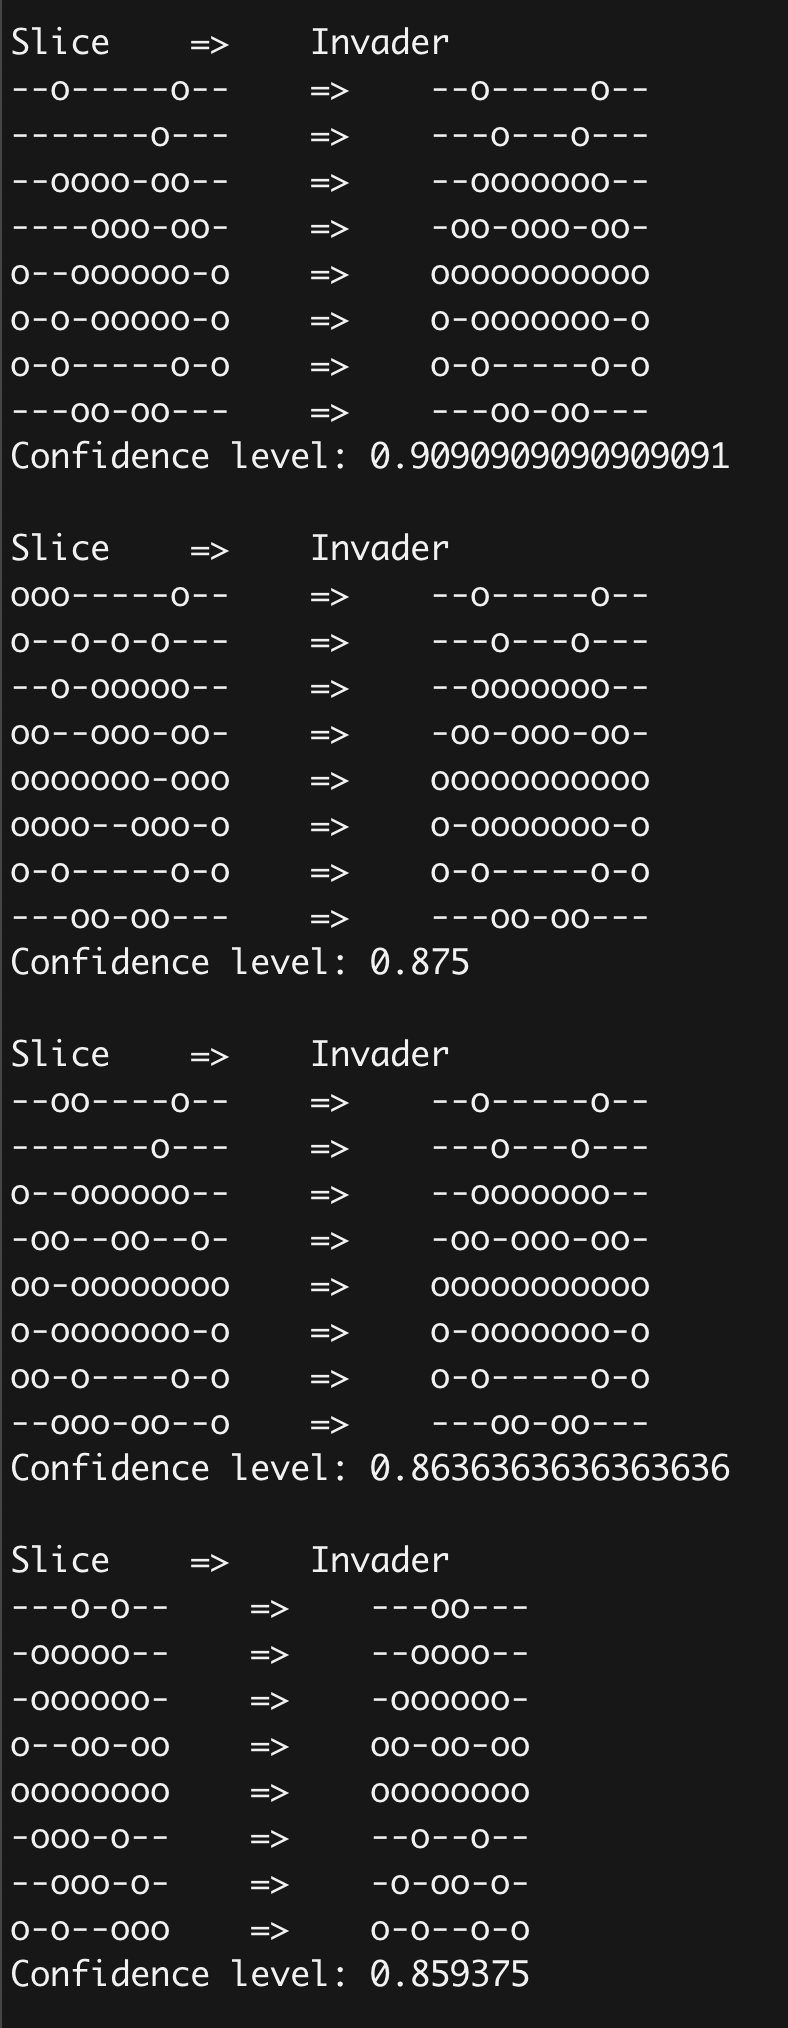 Slice    =>    Invader
--o-----o--    =>    --o-----o--
-------o---    =>    ---o---o---
--oooo-oo--    =>    --ooooooo--
----ooo-oo-    =>    -oo-ooo-oo-
o--oooooo-o    =>    ooooooooooo
o-o-ooooo-o    =>    o-ooooooo-o
o-o-----o-o    =>    o-o-----o-o
---oo-oo---    =>    ---oo-oo---
Confidence level: 0.9090909090909091
Slice    =>    Invader
ooo-----o--    =>    --o-----o--
o--o-o-o---    =>    ---o---o---
--o-ooooo--    =>    --ooooooo--
oo--ooo-oo-    =>    -oo-ooo-oo-
ooooooo-ooo    =>    ooooooooooo
oooo--ooo-o    =>    o-ooooooo-o
o-o-----o-o    =>    o-o-----o-o
---oo-oo---    =>    ---oo-oo---
Confidence level: 0.875
Slice    =>    Invader
--oo----o--    =>    --o-----o--
-------o---    =>    ---o---o---
o--oooooo--    =>    --ooooooo--
-oo--oo--o-    =>    -oo-ooo-oo-
oo-oooooooo    =>    ooooooooooo
o-ooooooo-o    =>    o-ooooooo-o
oo-o----o-o    =>    o-o-----o-o
--ooo-oo--o    =>    ---oo-oo---
Confidence level: 0.8636363636363636
Slice    =>    Invader
---o-o--    =>    ---oo---
-ooooo--    =>    --oooo--
-oooooo-    =>    -oooooo-
o--oo-oo    =>    oo-oo-oo
oooooooo    =>    oooooooo
-ooo-o--    =>    --o--o--
--ooo-o-    =>    -o-oo-o-
o-o--ooo    =>    o-o--o-o
Confidence level: 0.859375